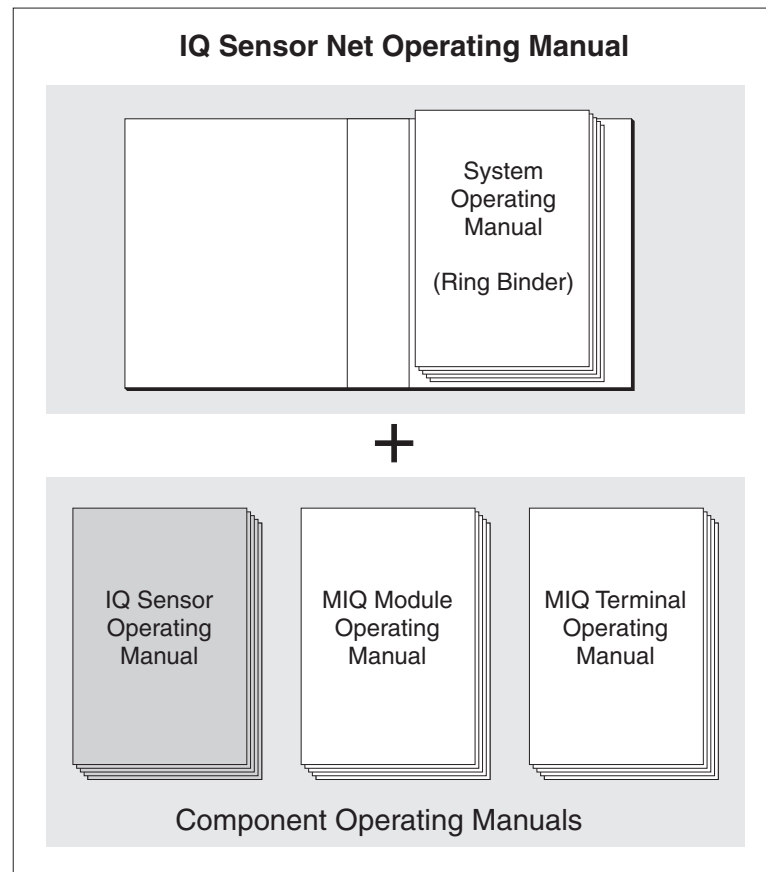 IQ Sensor Net Operating Manual
System
Operating
Manual
(Ring Binder)
+
IQ Sensor
Operating
Manual
MIQ Module
Operating
Manual
MIQ Terminal
Operating
Manual
Component Operating Manuals